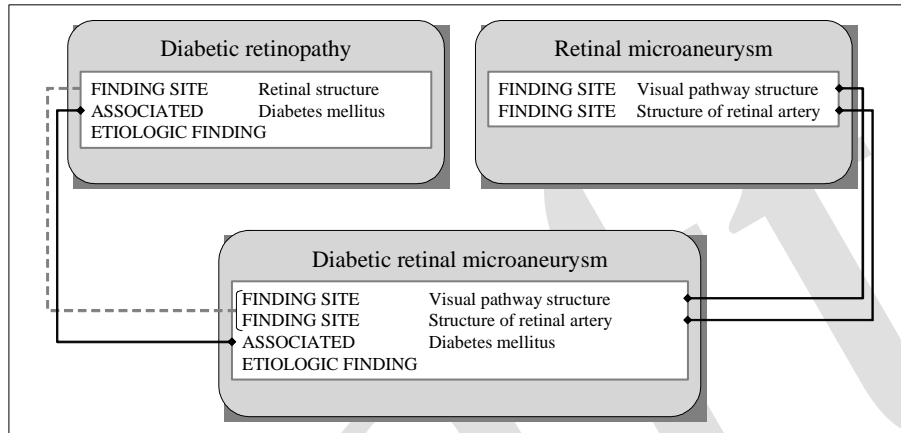 Diabetic retinopathy
FINDING SITE Retinal structure
ASSOCIATED Diabetes mellitus
ETIOLOGIC FINDING
Retinal microaneurysm
FINDING SITE Visual pathway structure
FINDING SITE Structure of retinal artery
Diabetic retinal microaneurysm
FINDING SITE Visual pathway structure
FINDING SITE Structure of retinal artery
ASSOCIATED Diabetes mellitus
ETIOLOGIC FINDING